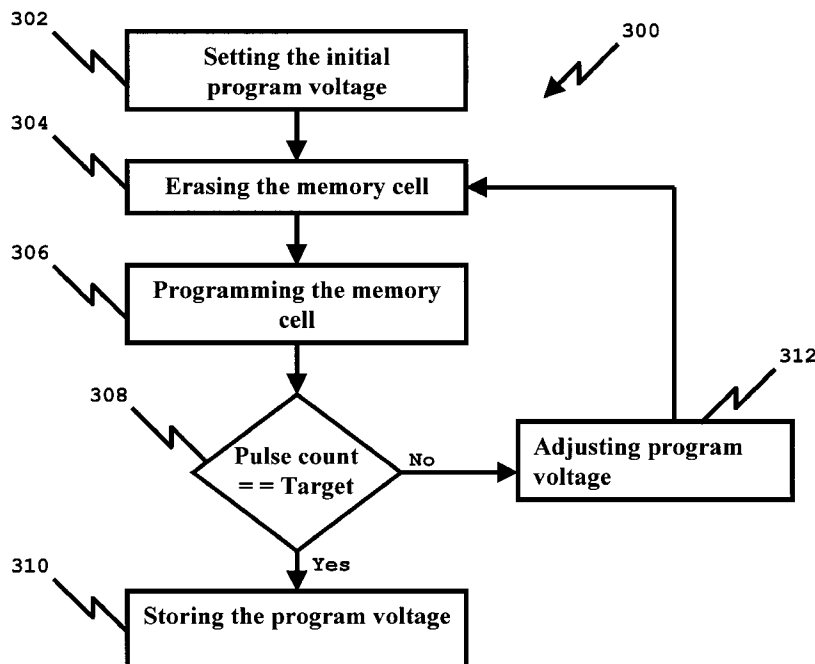 302
Setting the initial
program voltage
300
304
Erasing the memory cell
306
Programming the memory
cell
308
Pulse count
= = Target
No
312
Adjusting program
voltage
Yes
310
Storing the program voltage